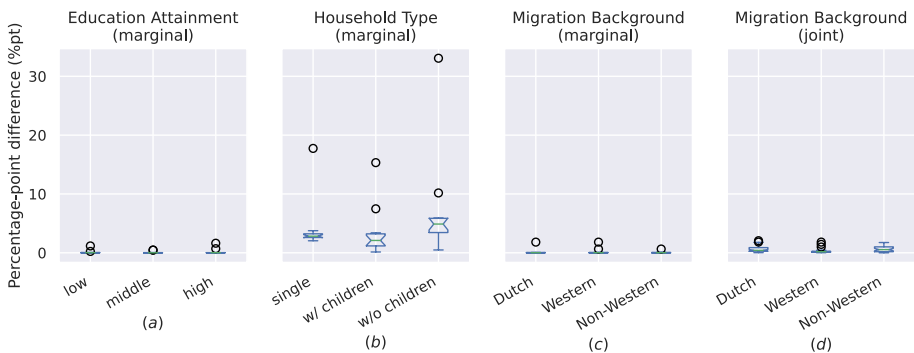 Education Attainment
(marginal)
Household Type
(marginal)
Migration Background
(marginal)
Migration Background
(joint)
Percentage-point difference (%pt)
30
20
10
0
low
middle
high
(a)
single
w/ children
w/o children
(b)
Dutch
Western
Non-Western
(c)
Dutch
Western
Non-Western
(d)